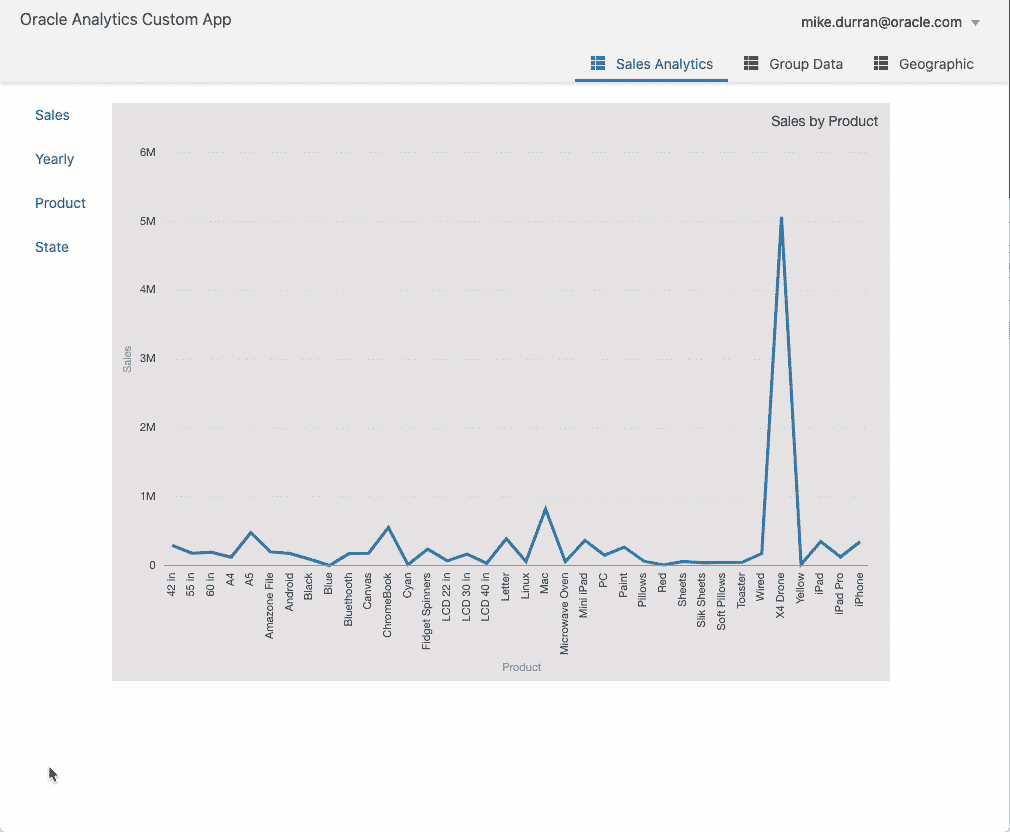 Oracle Analytics Custom App
mike.durran@oracle.com
Sales Analytics
Group Data
Geographic
Sales
Yearly
Product
State
Sales by Product
6M
5M
4M
3M
2M
1M
0
Sales
42 in
55 in
60 in
A4
A5
Amazone File
Android
Black
Blue
Bluethooth
Canvas
ChromeBook
Cyan
Fidget Spinners
LCD 22 in
LCD 30 in
LCD 40 in
Letter
Linux
Mac
Microwave Oven
Mini iPad
PC
Paint
Pillows
Red
Sheets
Slik Sheets
Soft Pillows
Toaster
Wired
X4 Drone
Yellow
iPad
iPad Pro
iPhone
Product